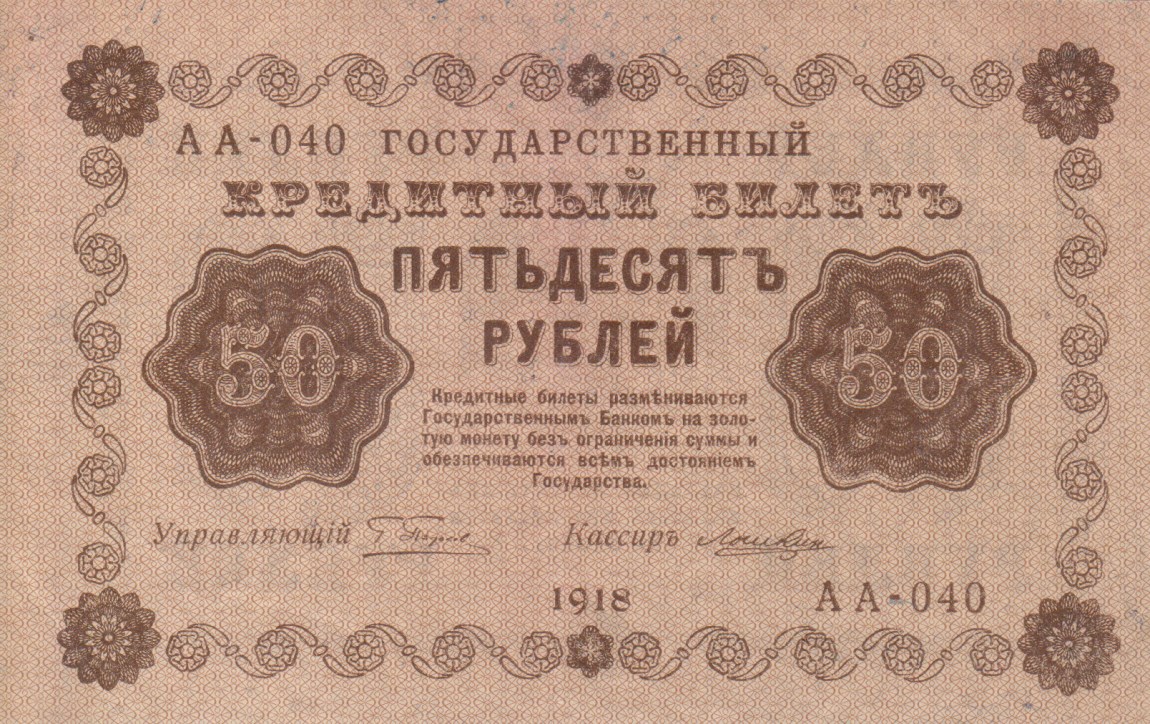 АА-040 ГОСУДАРСТВЕННЫЙ
КРЕДИТНЫЙ БИЛЕТЪ
ПЯТЬДЕСЯТЪ
РУБЛЕЙ
50 50
Кредитные билеты размѣниваются
Государственнымъ Банкомъ на золо-
тую монету безъ ограниченія суммы и
обезпечиваются всѣмъ достояніемъ
Государства.
Управляющій Кассиръ
1918 АА-040